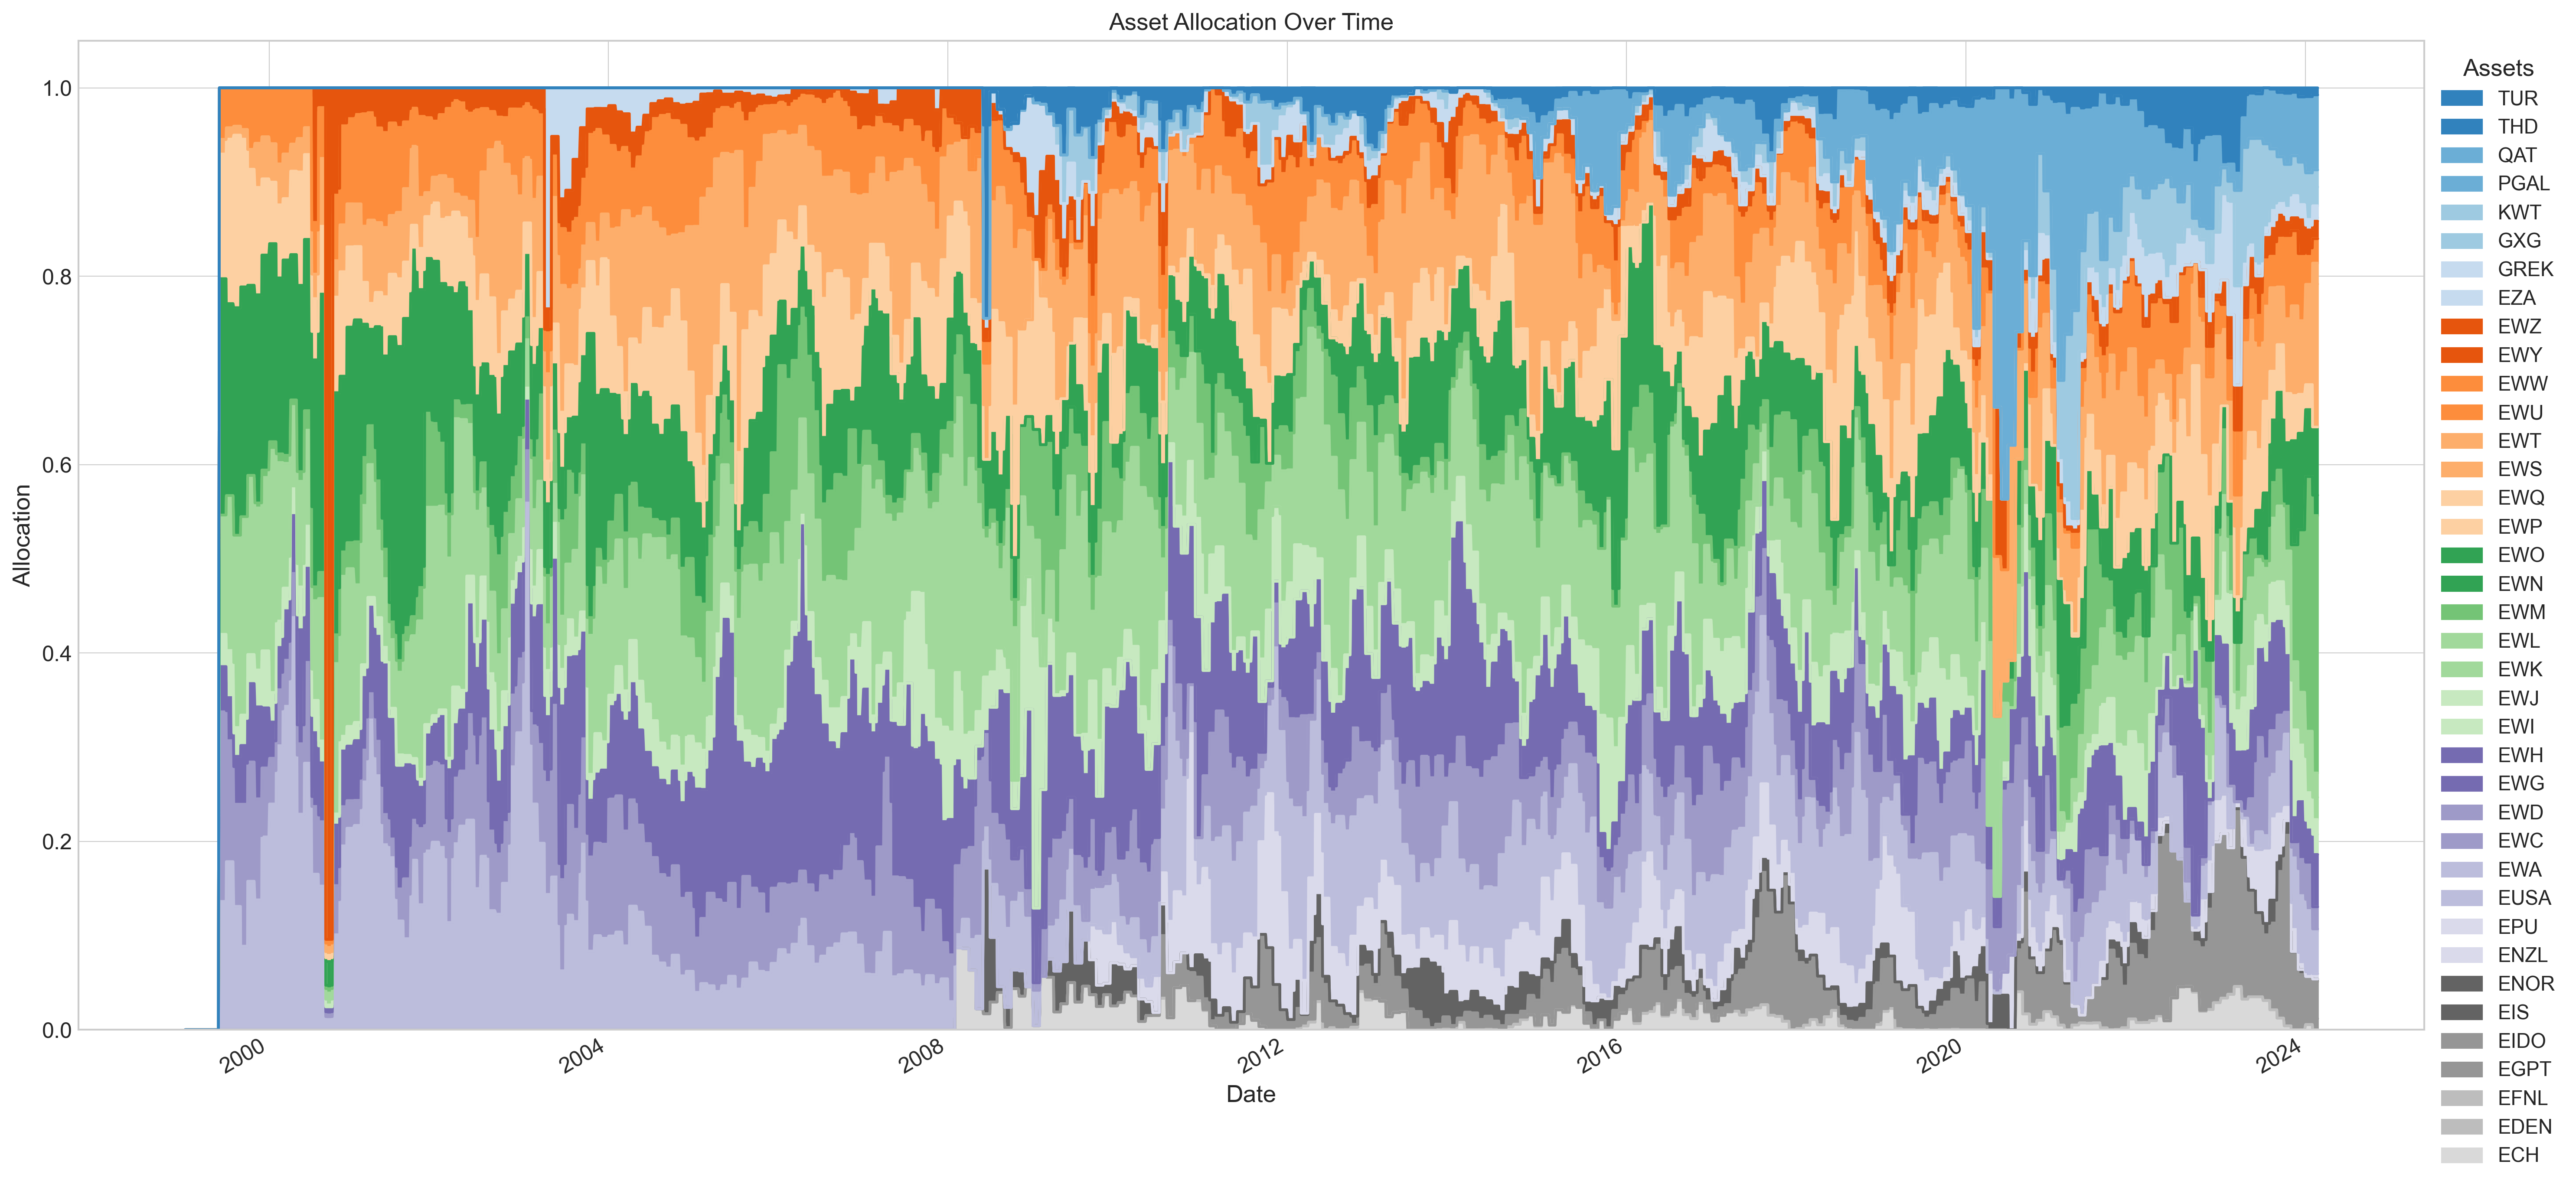 Asset Allocation Over Time
Allocation
1.0
0.8
0.6
0.4
0.2
0.0
2000
2004
2008
2012
2016
2020
2024
Date
Assets
TUR
THD
QAT
PGAL
KWT
GXG
GREK
EZA
EWZ
EWY
EWW
EWU
EWT
EWS
EWQ
EWP
EWO
EWN
EWM
EWL
EWK
EWJ
EWI
EWH
EWG
EWD
EWC
EWA
EUSA
EPU
ENZL
ENOR
EIS
EIDO
EGPT
EFNL
EDEN
ECH